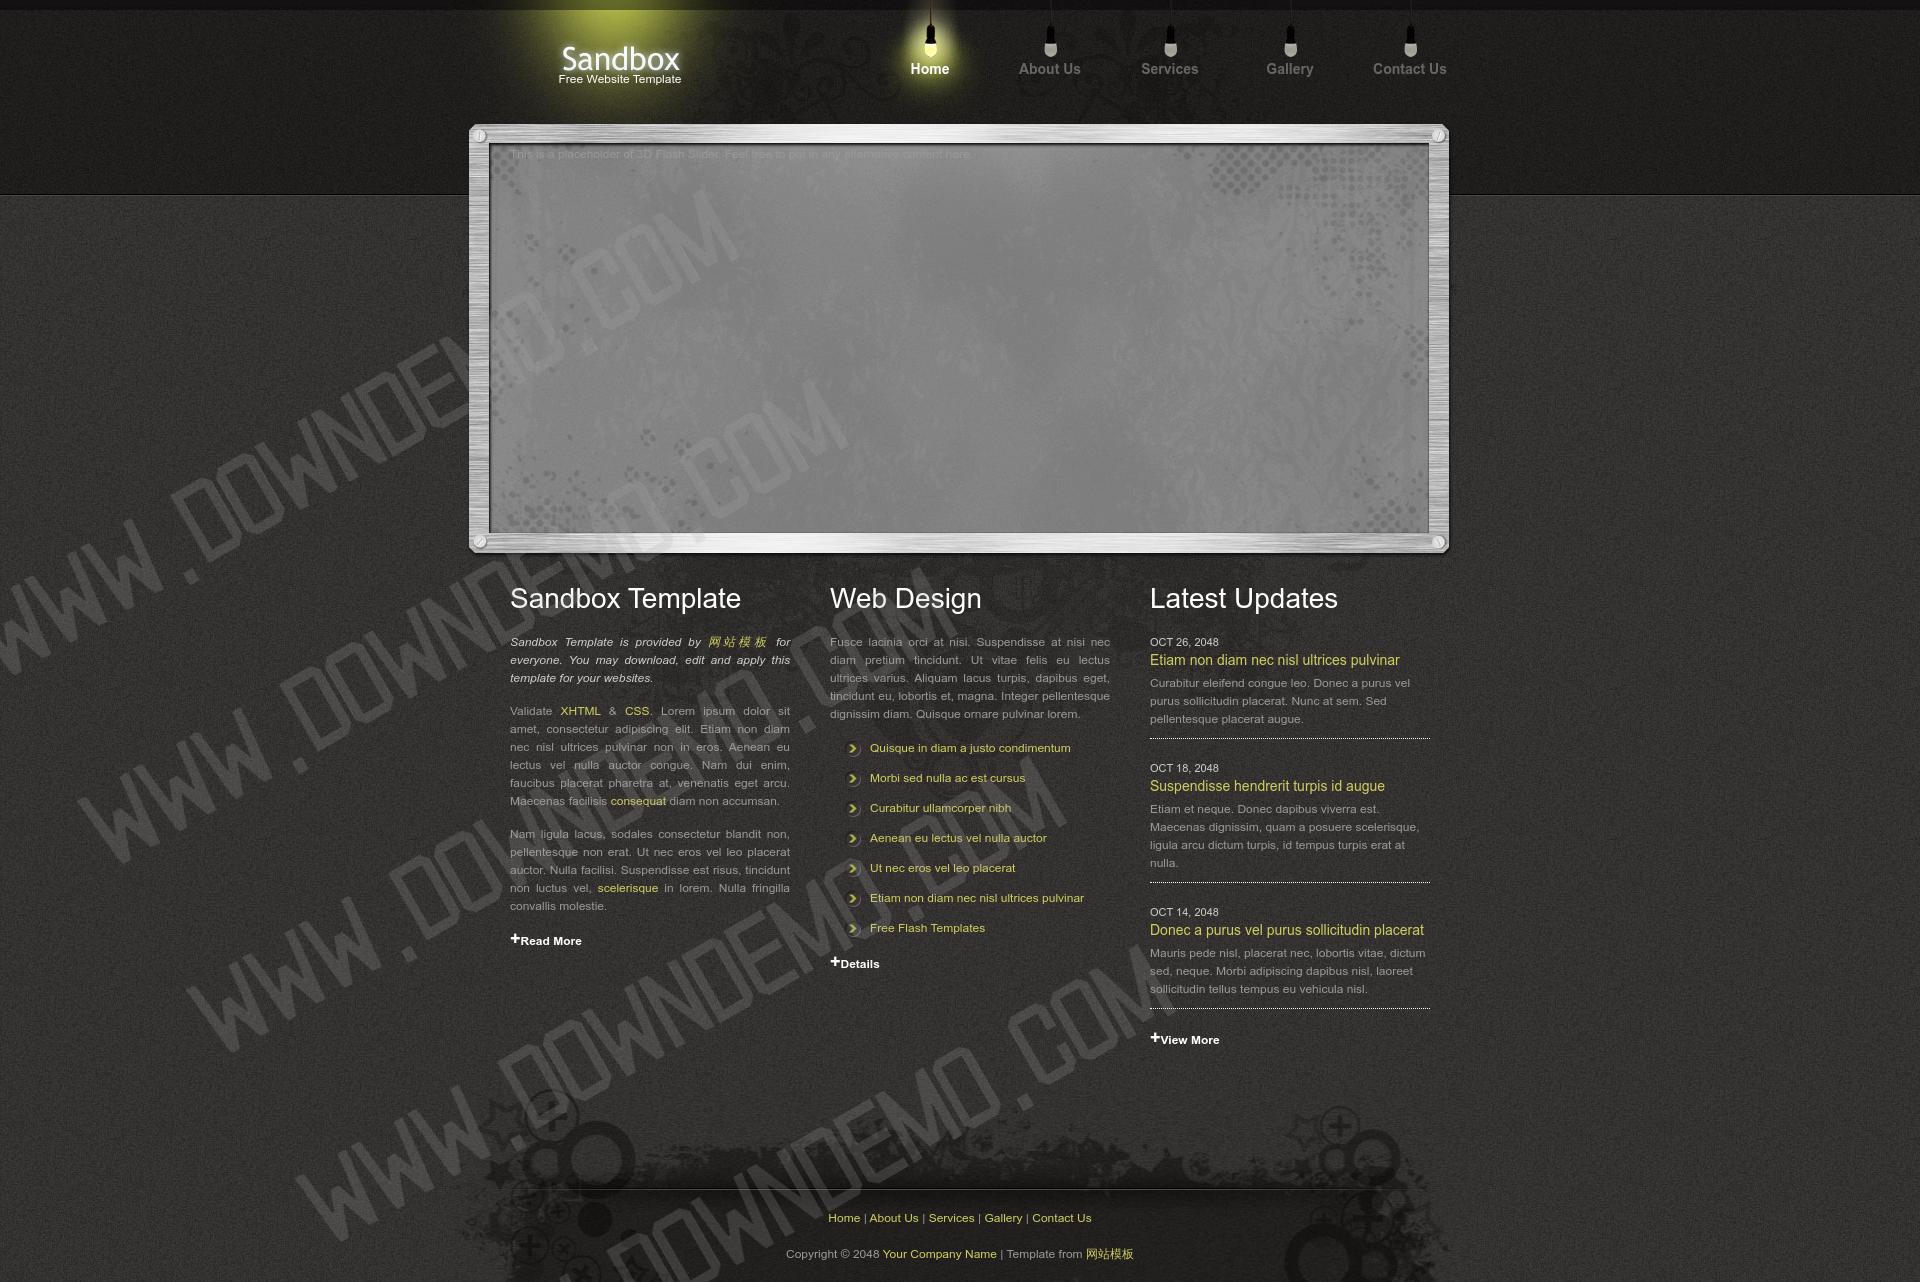 Sandbox
Free Website Template
Home
About Us
Services
Gallery
Contact Us
This is a placeholder of 3D Flash Slider. Feel free to put in any alternative content here.
Sandbox Template
Sandbox Template is provided by 网站模板 for
everyone. You may download, edit and apply this
template for your websites.
Validate XHTML & CSS. Lorem ipsum dolor sit
amet, consectetur adipiscing elit. Etiam non diam
nec nisl ultrices pulvinar non in eros. Aenean eu
lectus vel nulla auctor congue. Nam dui enim,
faucibus placerat pharetra at, venenatis eget arcu.
Maecenas facilisis consequat diam non accumsan.
Nam ligula lacus, sodales consectetur blandit non,
pellentesque non erat. Ut nec eros vel leo placerat
auctor. Nulla facilisi. Suspendisse est risus, tincidunt
non luctus vel, scelerisque in lorem. Nulla fringilla
convallis molestie.
+Read More
Web Design
Fusce lacinia orci at nisi. Suspendisse at nisi nec
diam pretium tincidunt. Ut vitae felis eu lectus
ultrices varius. Aliquam lacus turpis, dapibus eget,
tincidunt eu, lobortis et, magna. Integer pellentesque
dignissim diam. Quisque ornare pulvinar lorem.
Quisque in diam a justo condimentum
Morbi sed nulla ac est cursus
Curabitur ullamcorper nibh
Aenean eu lectus vel nulla auctor
Ut nec eros vel leo placerat
Etiam non diam nec nisl ultrices pulvinar
Free Flash Templates
+Details
Latest Updates
OCT 26, 2048
Etiam non diam nec nisl ultrices pulvinar
Curabitur eleifend congue leo. Donec a purus vel
purus sollicitudin placerat. Nunc at sem. Sed
pellentesque placerat augue.
OCT 18, 2048
Suspendisse hendrerit turpis id augue
Etiam et neque. Donec dapibus viverra est.
Maecenas dignissim, quam a posuere scelerisque,
ligula arcu dictum turpis, id tempus turpis erat at
nulla.
OCT 14, 2048
Donec a purus vel purus sollicitudin placerat
Mauris pede nisl, placerat nec, lobortis vitae, dictum
sed, neque. Morbi adipiscing dapibus nisl, laoreet
sollicitudin tellus tempus eu vehicula nisl.
+View More
Home | About Us | Services | Gallery | Contact Us
Copyright © 2048 Your Company Name | Template from 网站模板
WWW.DOWNDEMO.COM
WWW.DOWNDEMO.COM
WWW.DOWNDEMO.COM
WWW.DOWNDEMO.COM
DOWNDEMO.COM